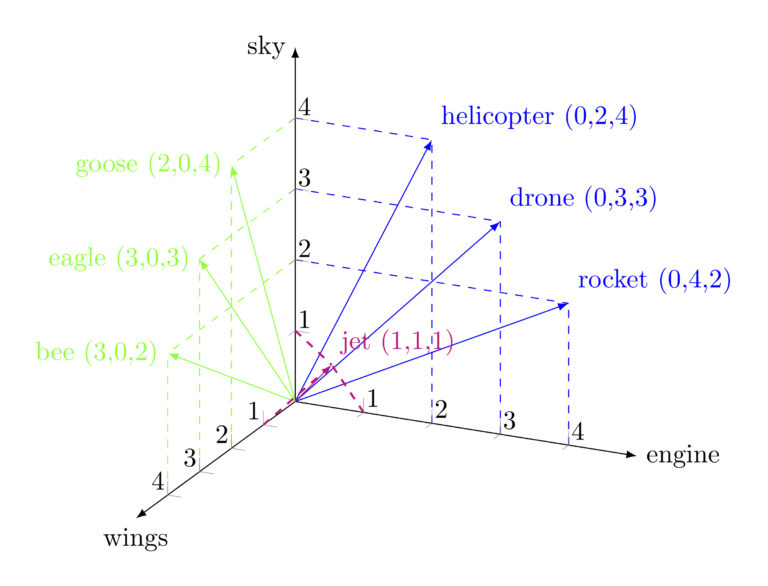 sky
4
helicopter (0,2,4)
goose (2,0,4)
3
drone (0,3,3)
eagle (3,0,3)
2
rocket (0,4,2)
1
jet (1,1,1)
bee (3,0,2)
1
1
2
2
3
3
4
4
engine
wings